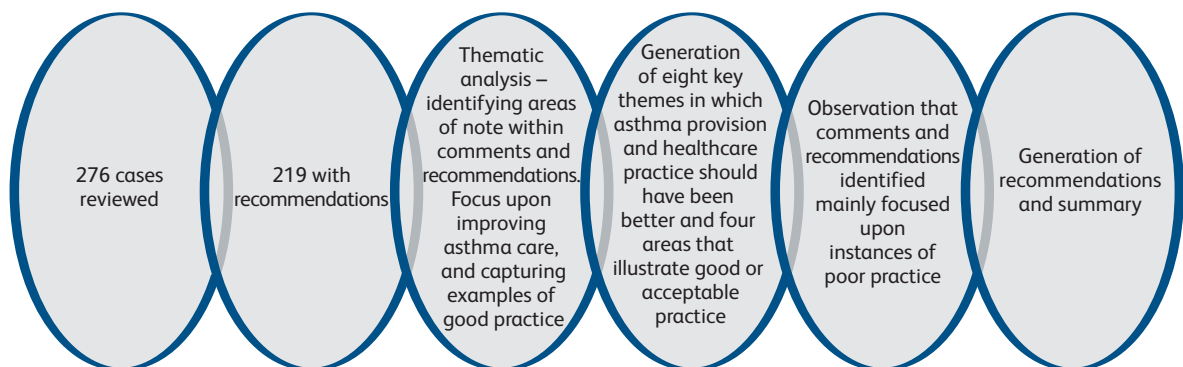 276 cases
reviewed
219 with
recommendations
Thematic
analysis –
identifying areas
of note within
comments and
recommendations.
Focus upon
improving
asthma care,
and capturing
examples of
good practice
Generation
of eight key
themes in which
asthma provision
and healthcare
practice should
have been
better and four
areas that
illustrate good or
acceptable
practice
Observation that
comments and
recommendations
identified
mainly focused
upon
instances of
poor practice
Generation of
recommendations
and summary